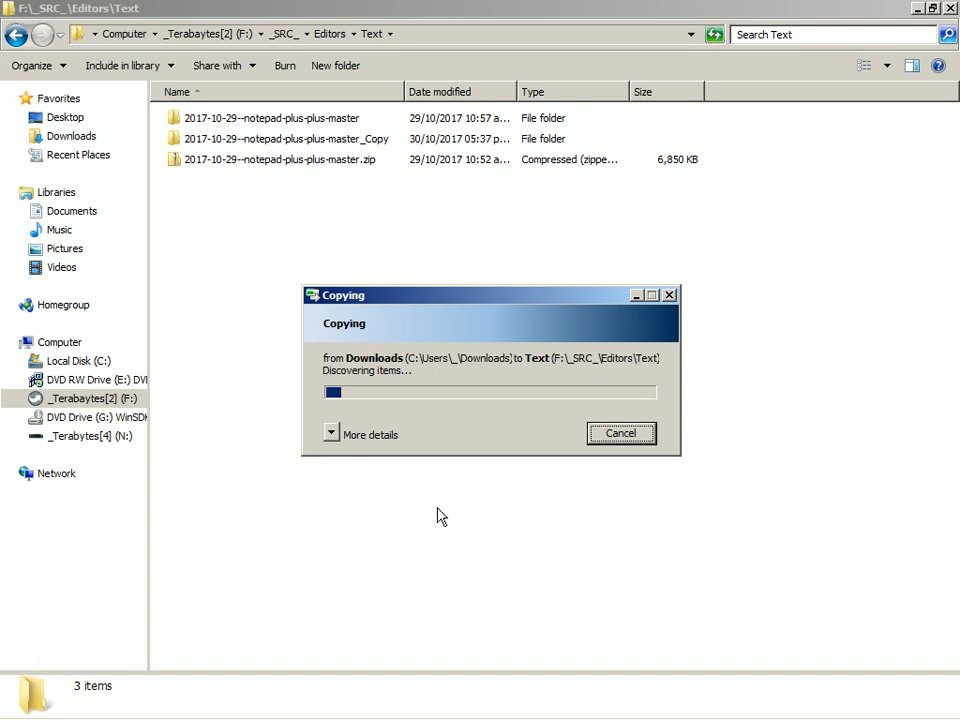 F:\_SRC_\Editors\Text
Computer _Terabaytes[2] (F:) _SRC_ Editors Text
Search Text
Organize Include in library Share with Burn New folder
Name Date modified Type Size
2017-10-29--notepad-plus-plus-master 29/10/2017 10:57 a... File folder
2017-10-29--notepad-plus-plus-master_Copy 30/10/2017 05:37 p... File folder
2017-10-29--notepad-plus-plus-master.zip 29/10/2017 10:52 a... Compressed (zippe... 6,850 KB
Favorites
Desktop
Downloads
Recent Places
Libraries
Documents
Music
Pictures
Videos
Homegroup
Computer
Local Disk (C:)
DVD RW Drive (E:) DVI
_Terabaytes[2] (F:)
DVD Drive (G:) WinSDK
_Terabytes[4] (N:)
Network
Copying
Copying
from Downloads (C:\Users\_\Downloads) to Text (F:\_SRC_\Editors\Text)
Discovering items...
More details
Cancel
3 items